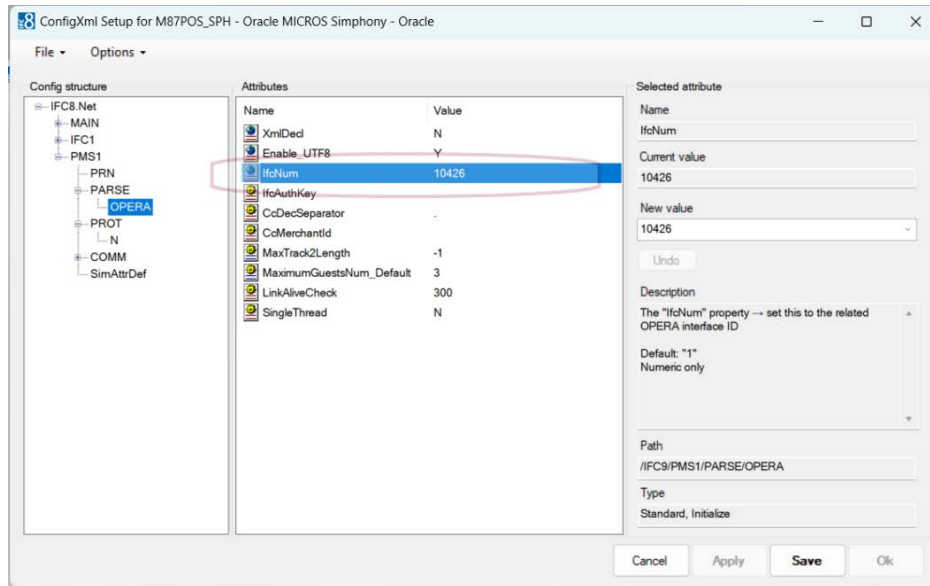 ConfigXml Setup for M87POS_SPH - Oracle MICROS Simphony - Oracle
File Options
Config structure
IFC8.Net
MAIN
IFC1
PMS1
PRN
PARSE
OPERA
PROT
N
COMM
SimAttrDef
Attributes
Name Value
XmlDecl N
Enable_UTF8 Y
IfcNum 10426
IfcAuthKey
CcDecSeparator .
CcMerchantId
MaxTrack2Length -1
MaximumGuestsNum_Default 3
LinkAliveCheck 300
SingleThread N
Selected attribute
Name
IfcNum
Current value
10426
New value
10426
Undo
Description
The "IfcNum" property → set this to the related
OPERA interface ID
Default: "1"
Numeric only
Path
/IFC9/PMS1/PARSE/OPERA
Type
Standard, Initialize
Cancel Apply Save Ok